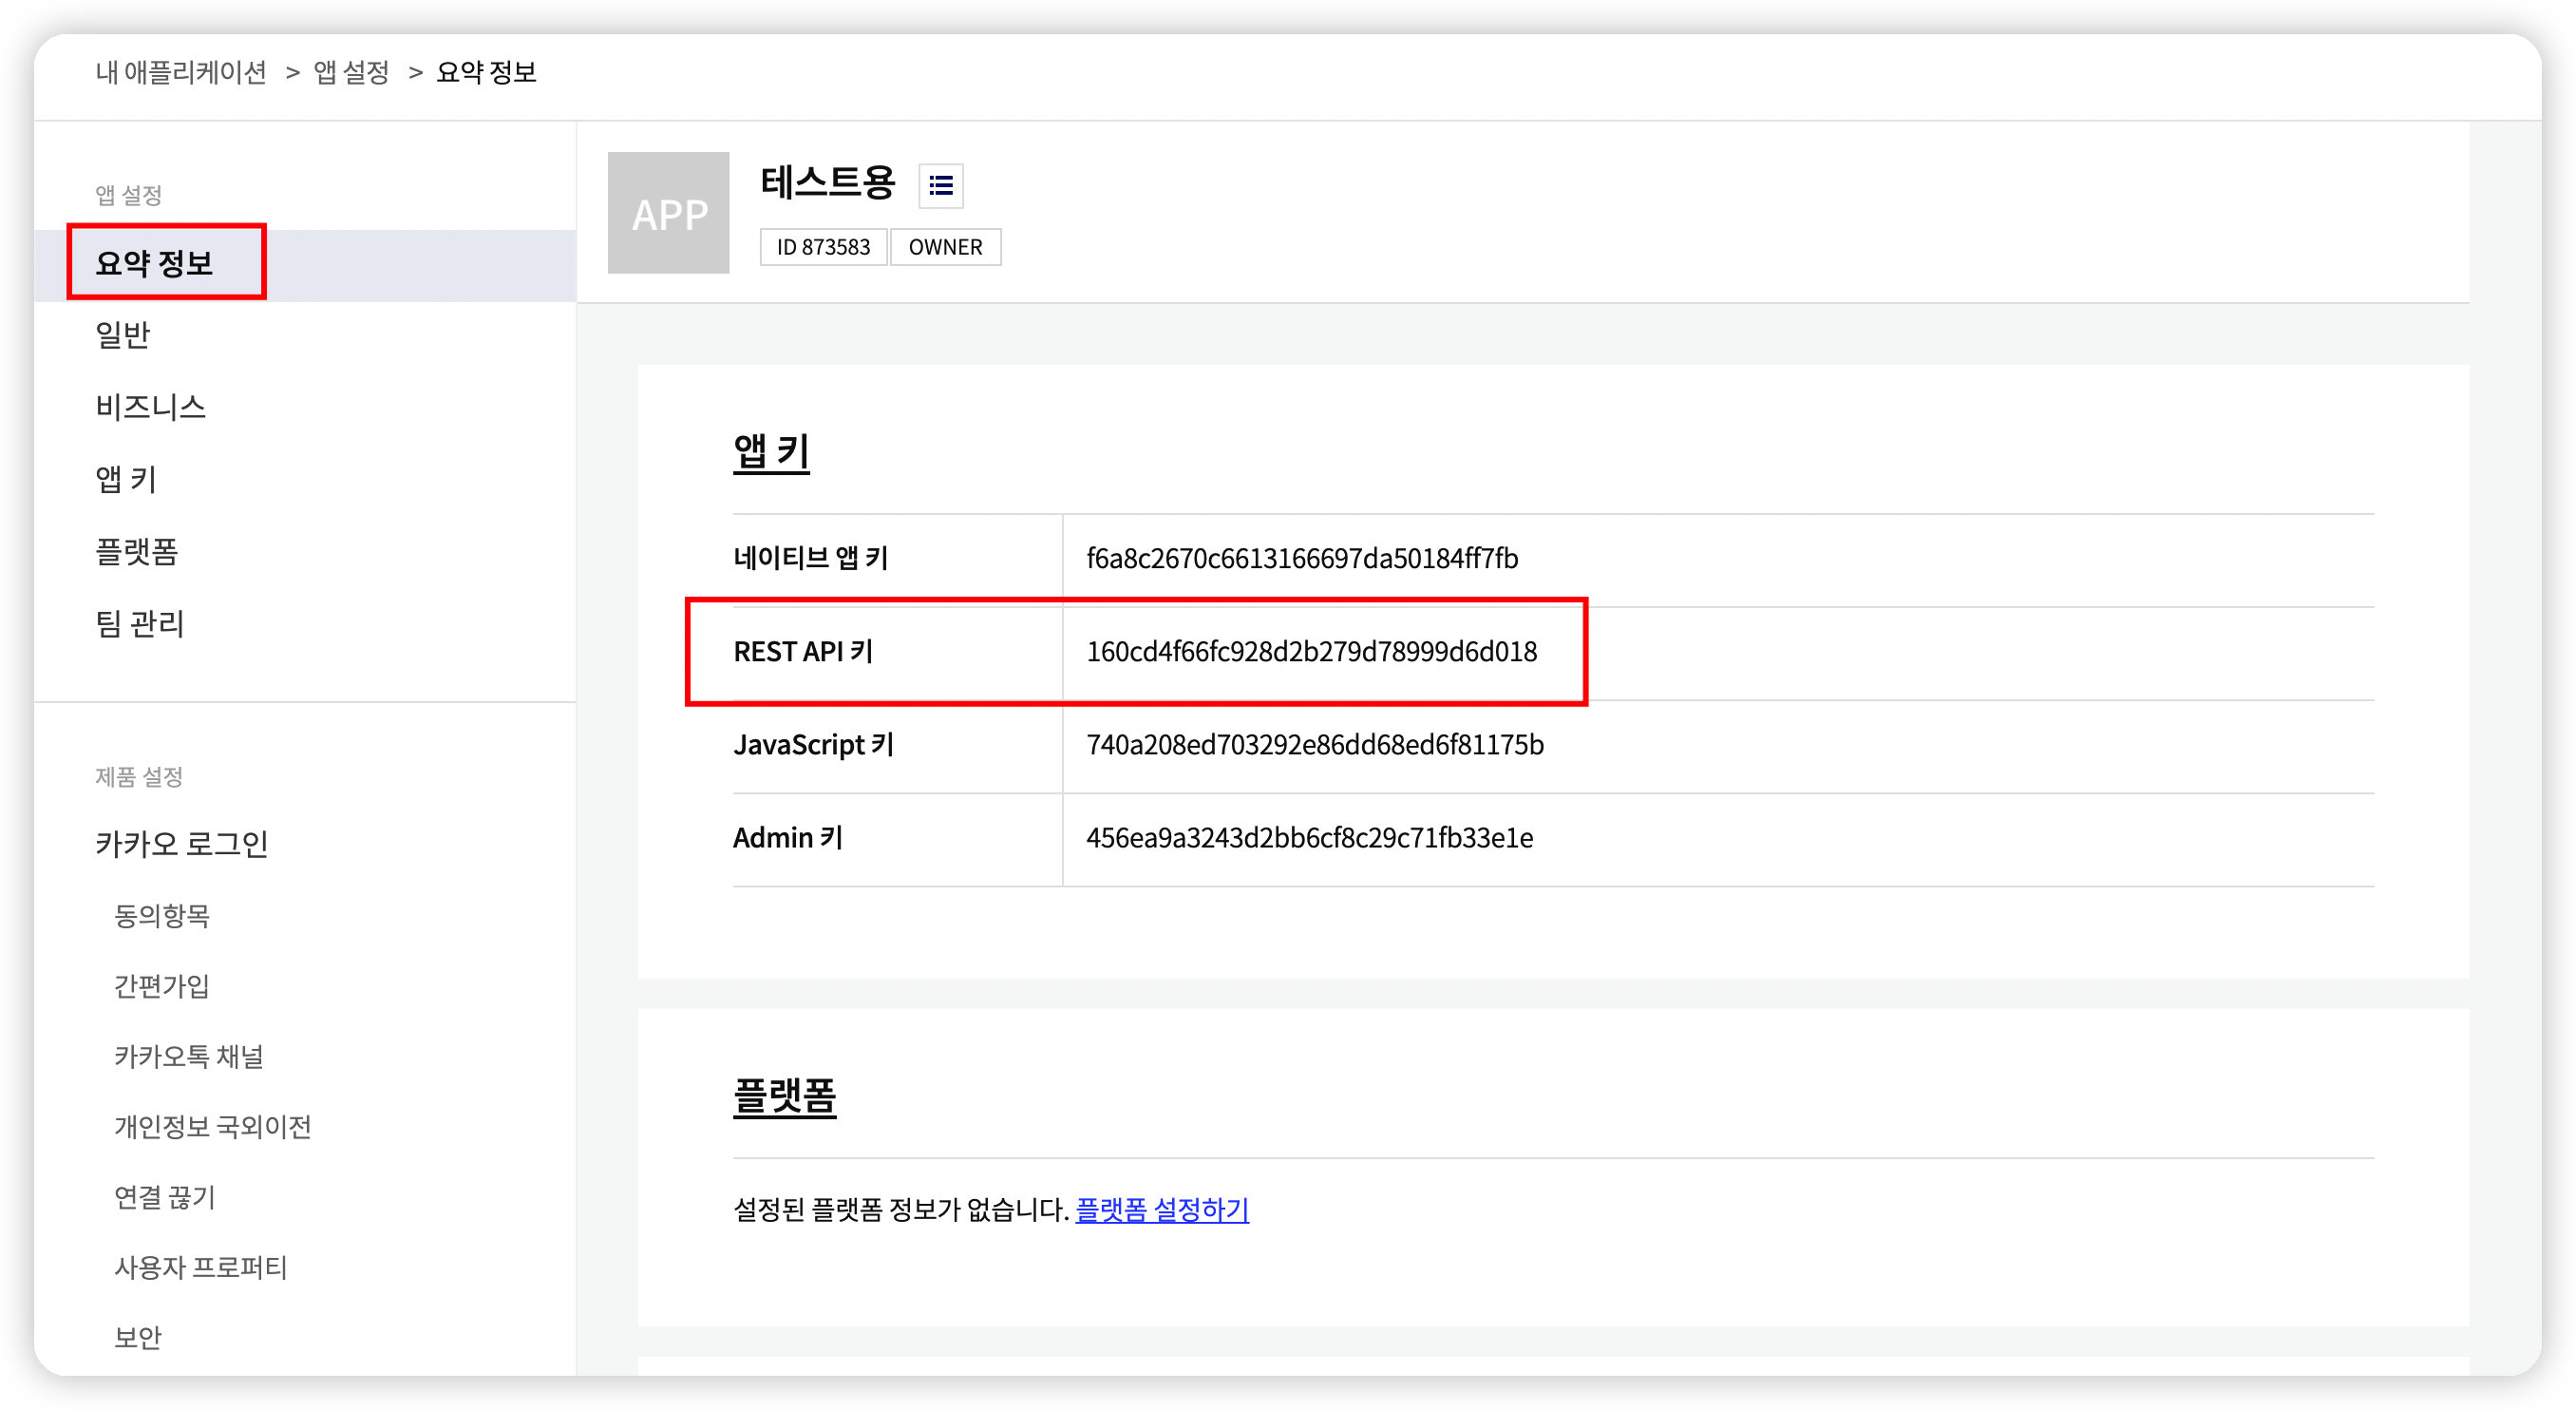 내 애플리케이션 > 앱 설정 > 요약 정보
앱 설정
요약 정보
일반
비즈니스
앱 키
플랫폼
팀 관리
제품 설정
카카오 로그인
동의항목
간편가입
카카오톡 채널
개인정보 국외이전
연결 끊기
사용자 프로퍼티
보안
APP
테스트용
ID 873583 OWNER
앱 키
네이티브 앱 키 f6a8c2670c6613166697da50184ff7fb
REST API 키 160cd4f66fc928d2b279d78999d6d018
JavaScript 키 740a208ed703292e86dd68ed6f81175b
Admin 키 456ea9a3243d2bb6cf8c29c71fb33e1e
플랫폼
설정된 플랫폼 정보가 없습니다. 플랫폼 설정하기